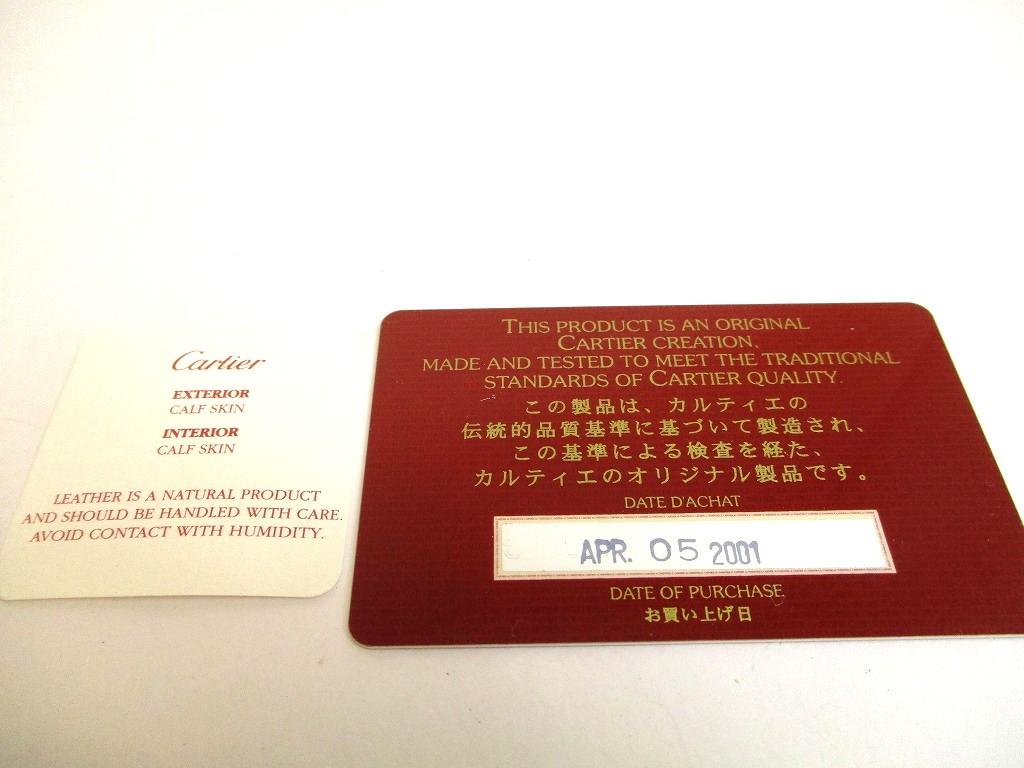 Cartier
EXTERIOR
CALF SKIN
INTERIOR
CALF SKIN
LEATHER IS A NATURAL PRODUCT
AND SHOULD BE HANDLED WITH CARE.
AVOID CONTACT WITH HUMIDITY.
THIS PRODUCT IS AN ORIGINAL
CARTIER CREATION,
MADE AND TESTED TO MEET THE TRADITIONAL
STANDARDS OF CARTIER QUALITY.
この製品は、カルティエの
伝統的品質基準に基づいて製造され、
この基準による検査を経た、
カルティエのオリジナル製品です。
DATE D'ACHAT
APR. 05 2001
DATE OF PURCHASE
お買い上げ日